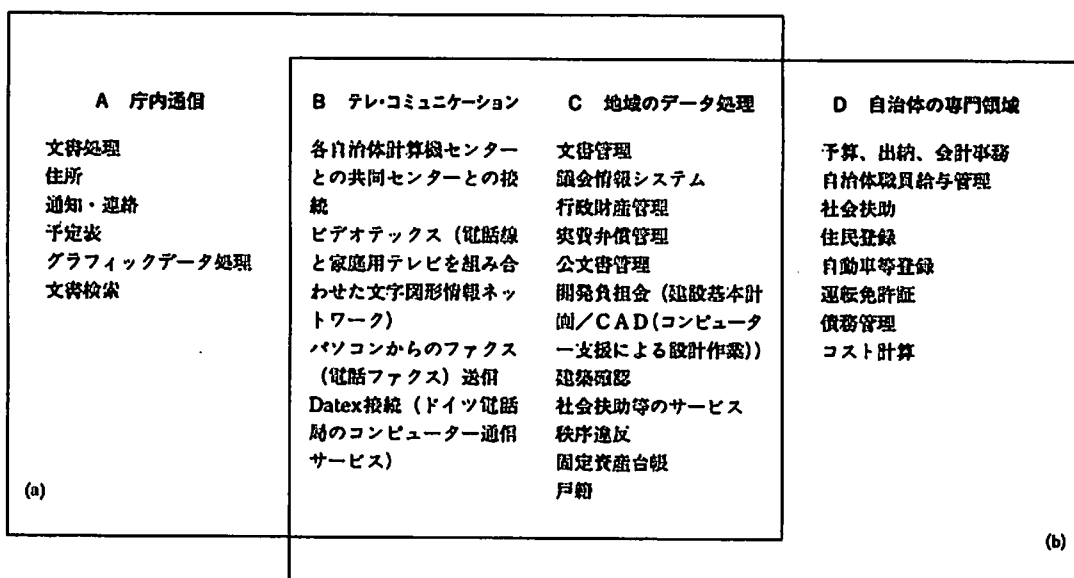 A 庁内通信
文書処理
住所
通知・連絡
予定表
グラフィックデータ処理
文書検索
(a)
B テレ・コミュニケーション
各自治体計算機センター
との共同センターとの接
続
ビデオテックス(電話線
と家庭用テレビを組み合
わせた文字図形情報ネッ
トワーク)
パソコンからのファクス
(電話ファクス)送信
Datex接続(ドイツ電話
局のコンピューター通信
サービス)
C 地域のデータ処理
文書管理
議会情報システム
行政財産管理
実費弁償管理
公文書管理
開発負担金(建設基本計
画/CAD(コンピュータ
ー支援による設計作業))
建築確認
社会扶助等のサービス
秩序違反
固定資産台帳
戸籍
D 自治体の専門領域
予算、出納、会計事務
自治体職員給与管理
社会扶助
住民登録
自動車等登録
運転免許証
債務管理
コスト計算
(b)